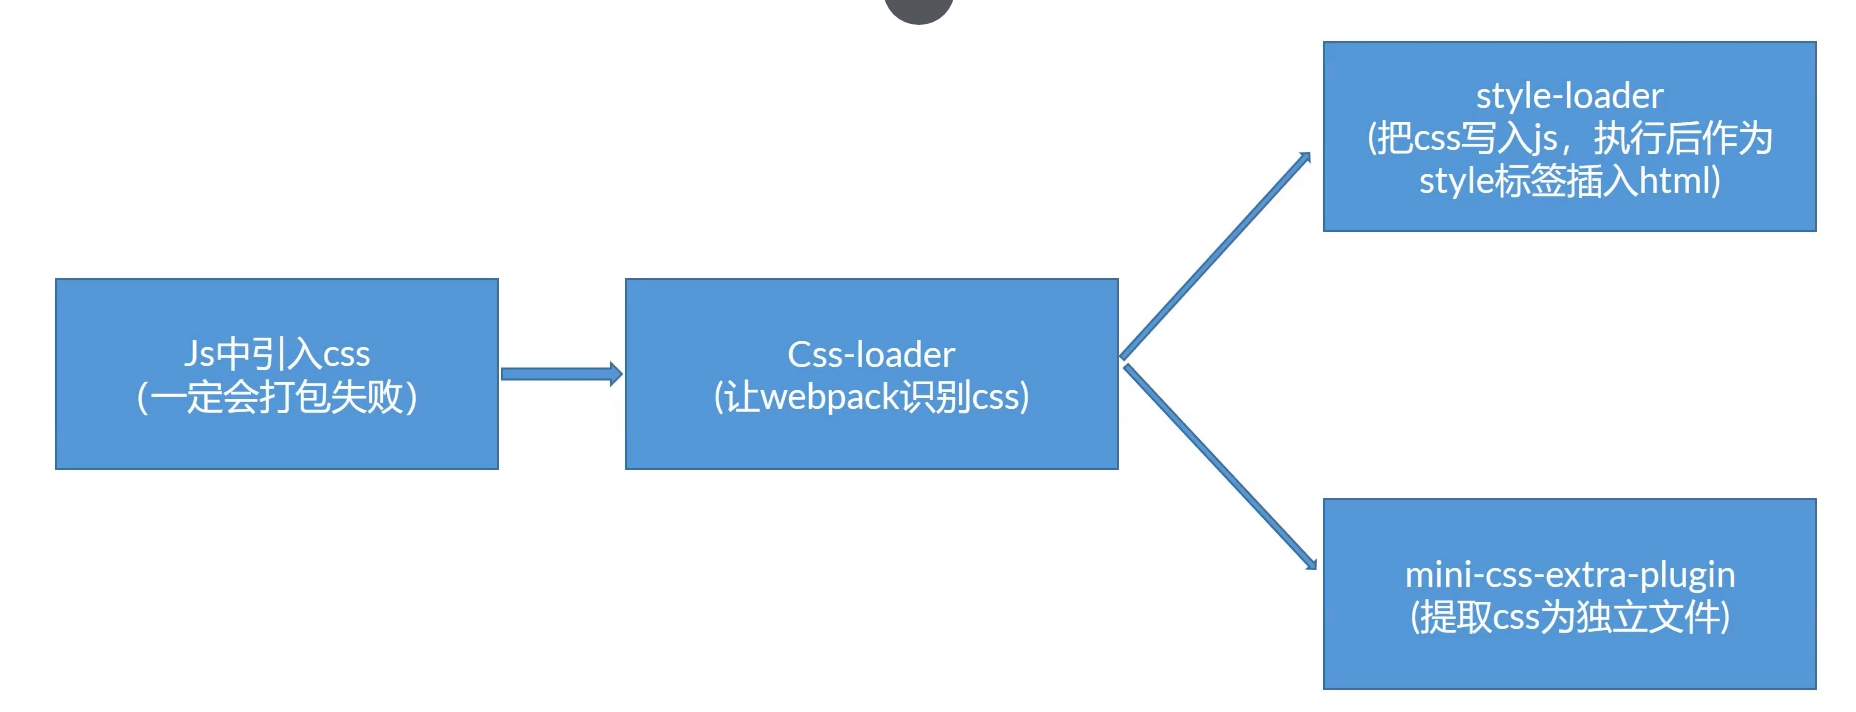 Js中引入css
（一定会打包失败）
Css-loader
(让webpack识别css)
style-loader
(把css写入js，执行后作为
style标签插入html)
mini-css-extra-plugin
(提取css为独立文件)